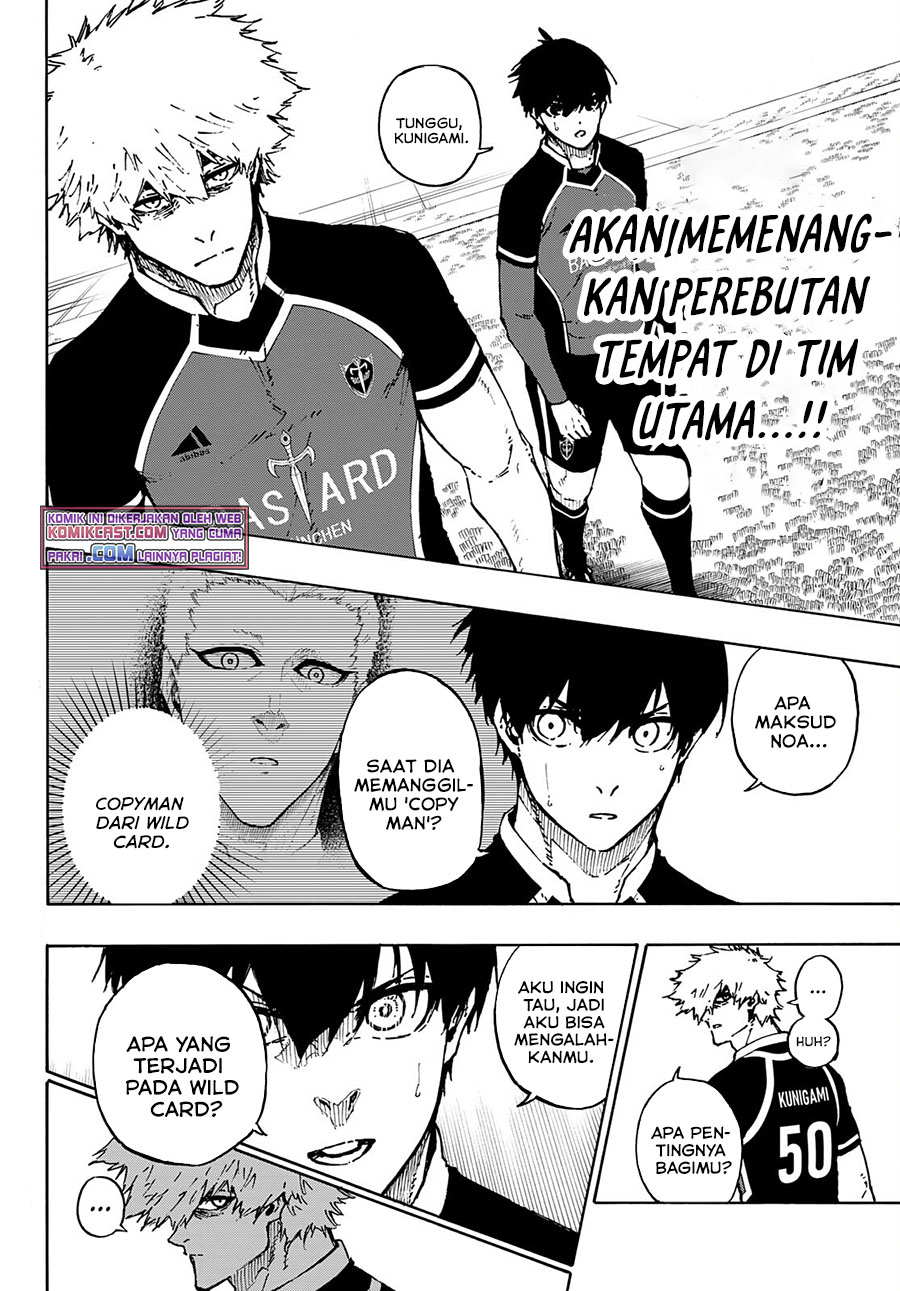 TUNGGU,
KUNIGAMI.
AKAN MEMENANG-
KAN PEREBUTAN
TEMPAT DI TIM
UTAMA...!!
abibas
BASTARD
MUNCHEN
KOMIK INI DIKERJAKAN OLEH WEB
KOMIKCAST.COM YANG CUMA
PAKAI .COM LAINNYA PLAGIAT!
APA
MAKSUD
NOA...
SAAT DIA
MEMANGGIL-
MU 'COPY
MAN'?
COPYMAN
DARI WILD
CARD.
...
HUH?
KUNIGAMI
50
APA PEN-
TINGNYA
BAGIMU?
AKU INGIN
TAU, JADI
AKU BISA
MENGALAH-
KANMU.
APA YANG
TERJADI
PADA WILD
CARD?
...